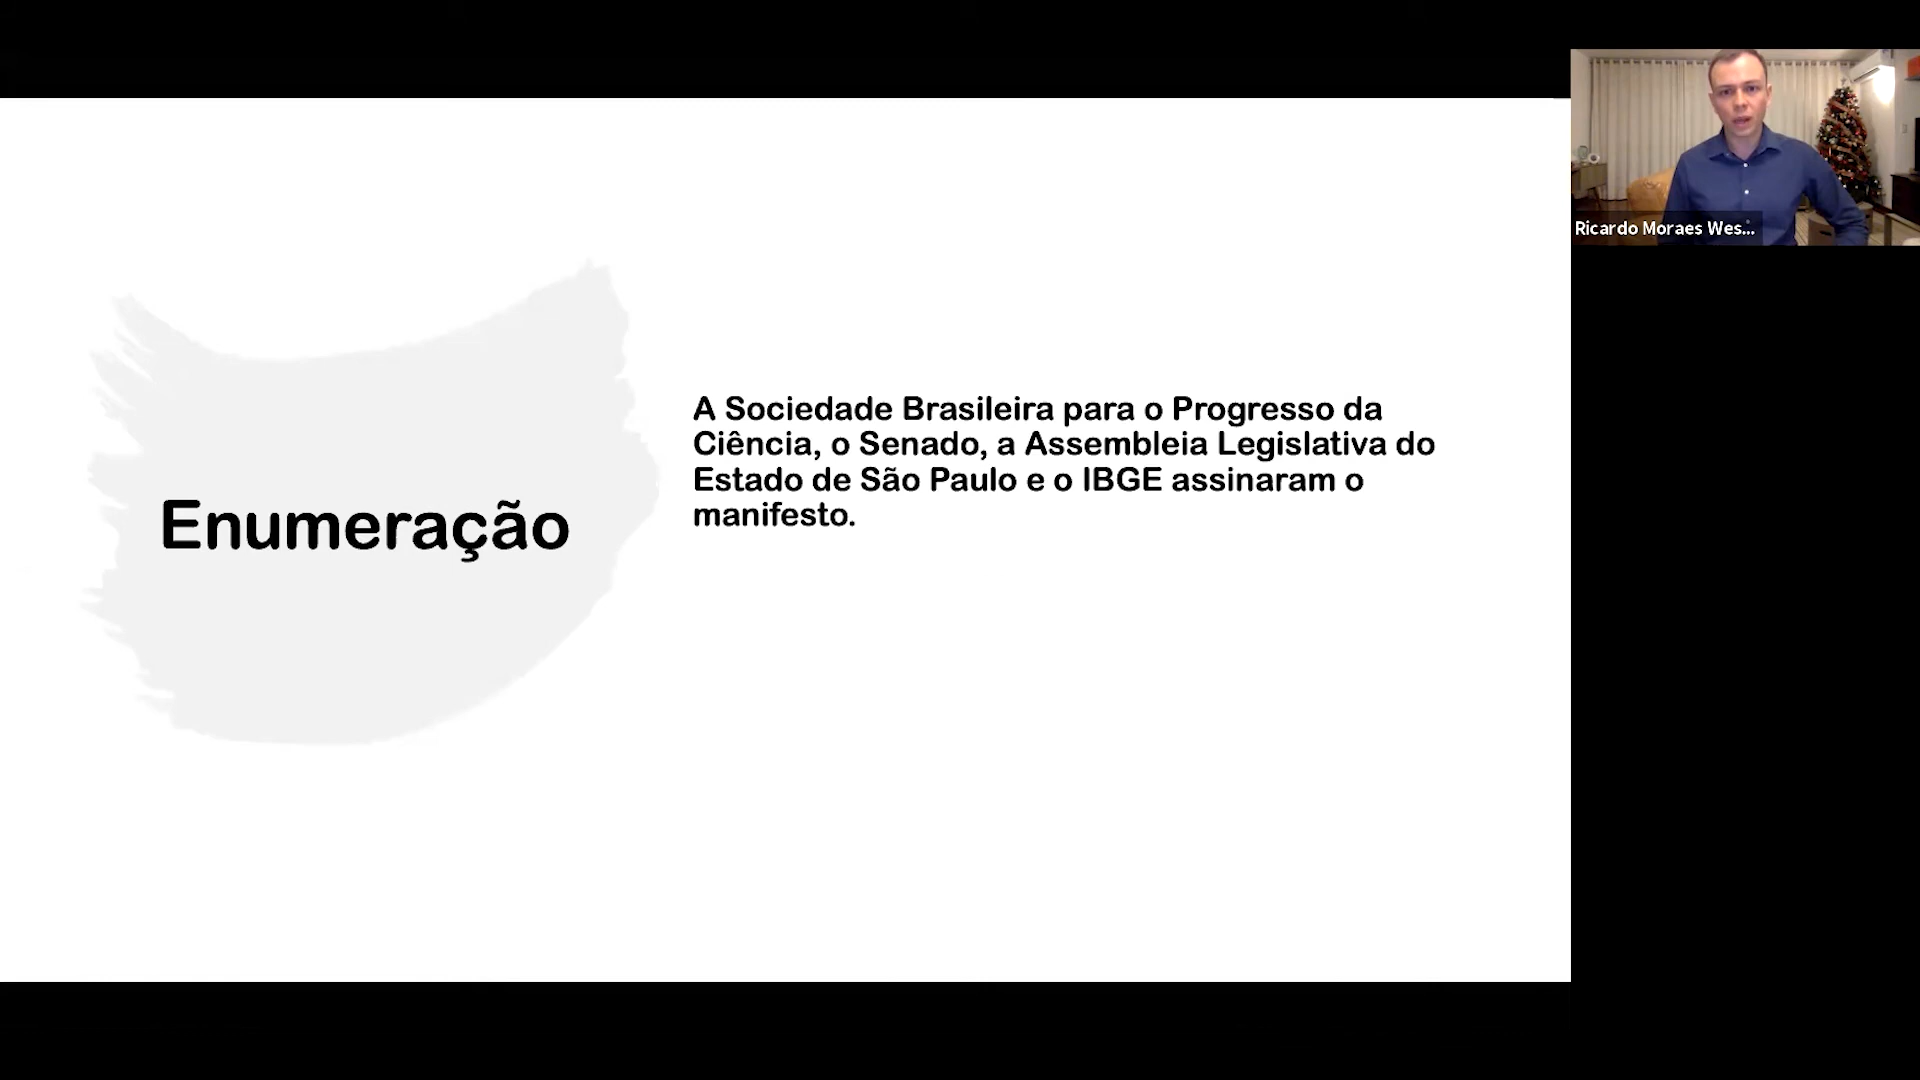 Enumeração
A Sociedade Brasileira para o Progresso da
Ciência, o Senado, a Assembleia Legislativa do
Estado de São Paulo e o IBGE assinaram o
manifesto.
Ricardo Moraes Wes...